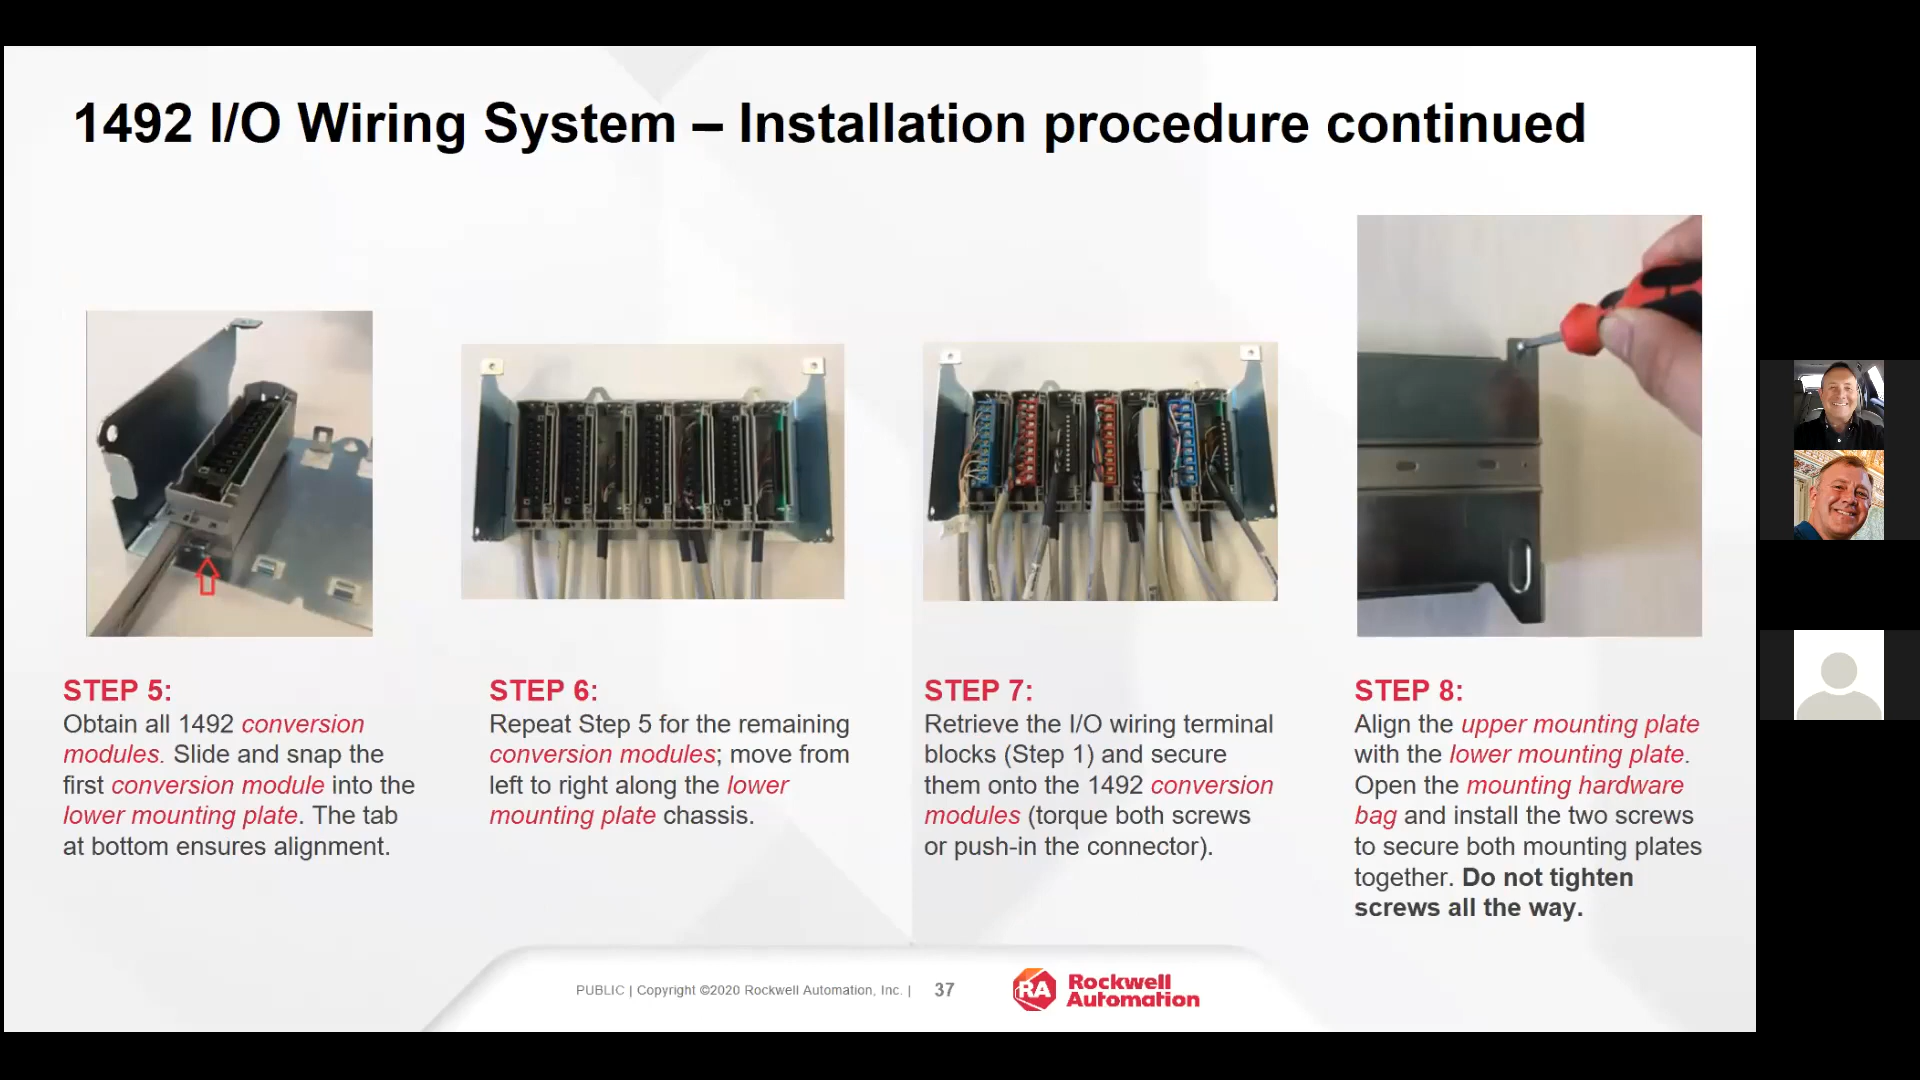 1492 I/O Wiring System – Installation procedure continued
STEP 5:
Obtain all 1492 conversion
modules. Slide and snap the
first conversion module into the
lower mounting plate. The tab
at bottom ensures alignment.
STEP 6:
Repeat Step 5 for the remaining
conversion modules; move from
left to right along the lower
mounting plate chassis.
STEP 7:
Retrieve the I/O wiring terminal
blocks (Step 1) and secure
them onto the 1492 conversion
modules (torque both screws
or push-in the connector).
STEP 8:
Align the upper mounting plate
with the lower mounting plate.
Open the mounting hardware
bag and install the two screws
to secure both mounting plates
together. Do not tighten
screws all the way.
PUBLIC | Copyright ©2020 Rockwell Automation, Inc. | 37
RA Rockwell
Automation